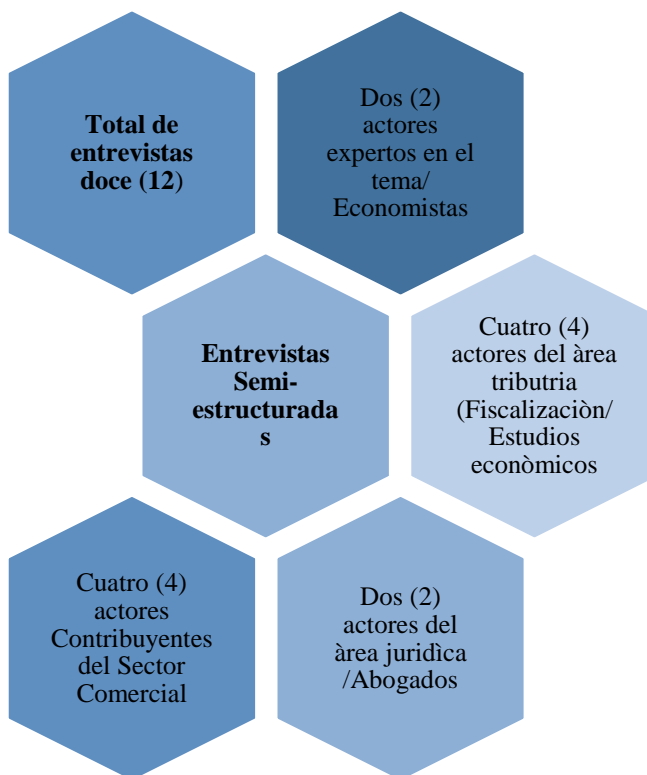 Total de
entrevistas
doce (12)
Dos (2)
actores
expertos en el
tema/
Economistas
Entrevistas
Semi-
estructurada
s
Cuatro (4)
actores del àrea
tributria
(Fiscalizaciòn/
Estudios
econòmicos
Cuatro (4)
actores
Contribuyentes
del Sector
Comercial
Dos (2)
actores del
àrea juridìca
/Abogados